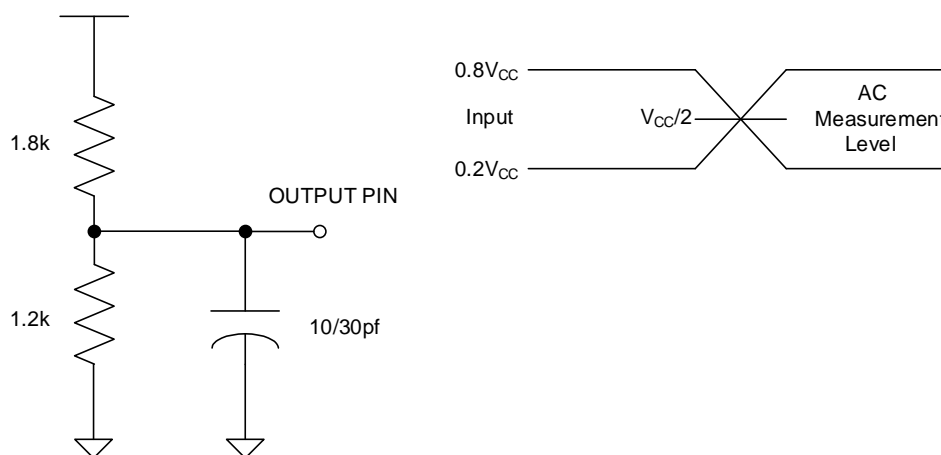 1.8k
1.2k
OUTPUT PIN
10/30pf
0.8VCC
Input
0.2VCC
VCC/2
AC
Measurement
Level